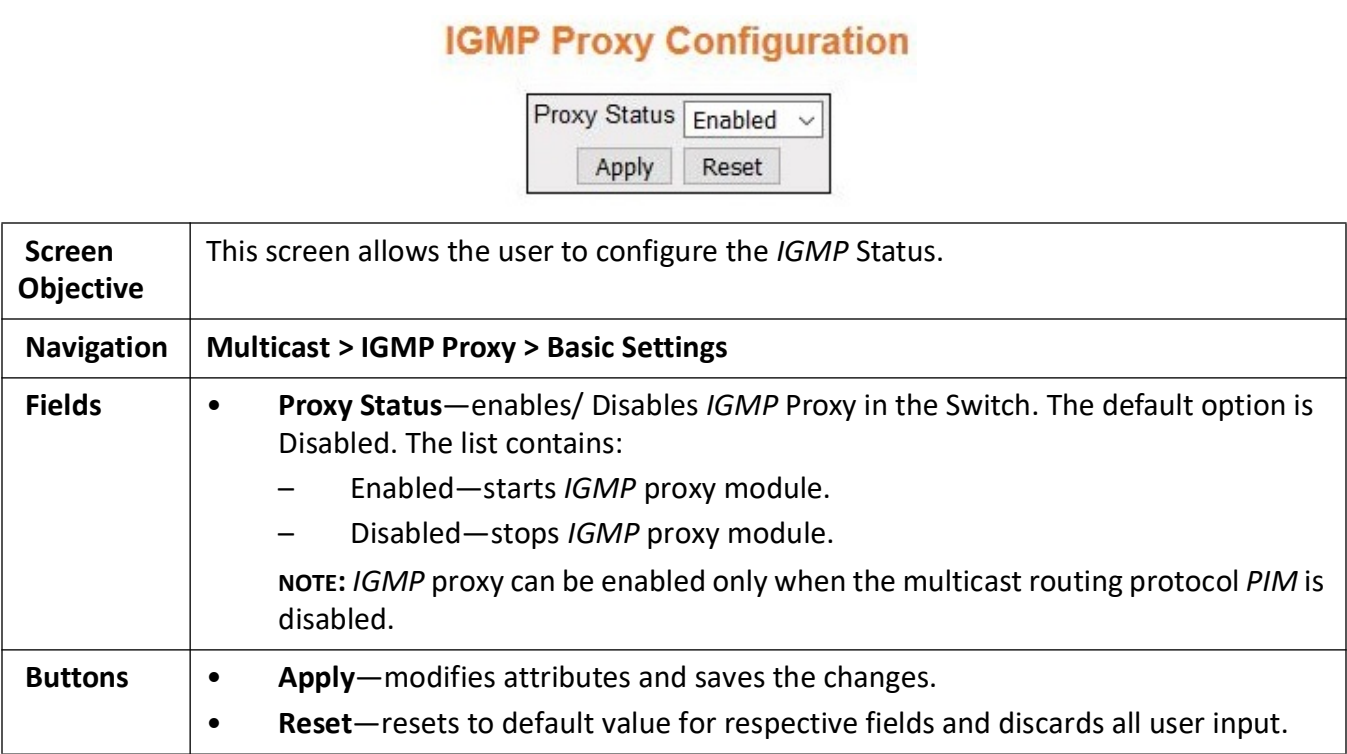 IGMP Proxy Configuration
Proxy Status Enabled
Apply Reset
Screen Objective
This screen allows the user to configure the IGMP Status.
Navigation
Multicast > IGMP Proxy > Basic Settings
Fields
• Proxy Status—enables/ Disables IGMP Proxy in the Switch. The default option is
Disabled. The list contains:
– Enabled—starts IGMP proxy module.
– Disabled—stops IGMP proxy module.
NOTE: IGMP proxy can be enabled only when the multicast routing protocol PIM is
disabled.
Buttons
• Apply—modifies attributes and saves the changes.
• Reset—resets to default value for respective fields and discards all user input.